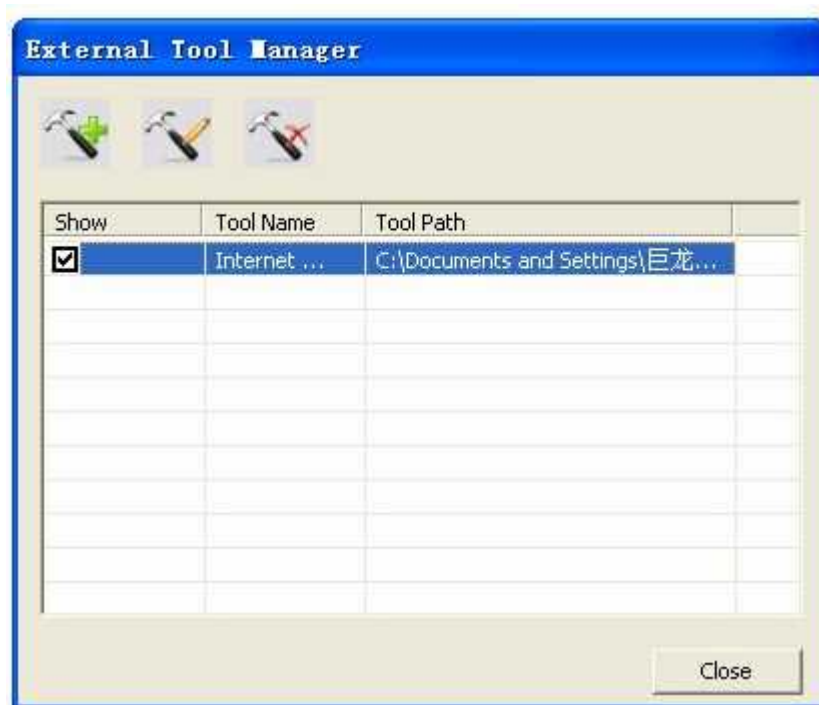 External Tool Manager
Show Tool Name Tool Path
Internet ... C:\Documents and Settings\巨龙...
Close